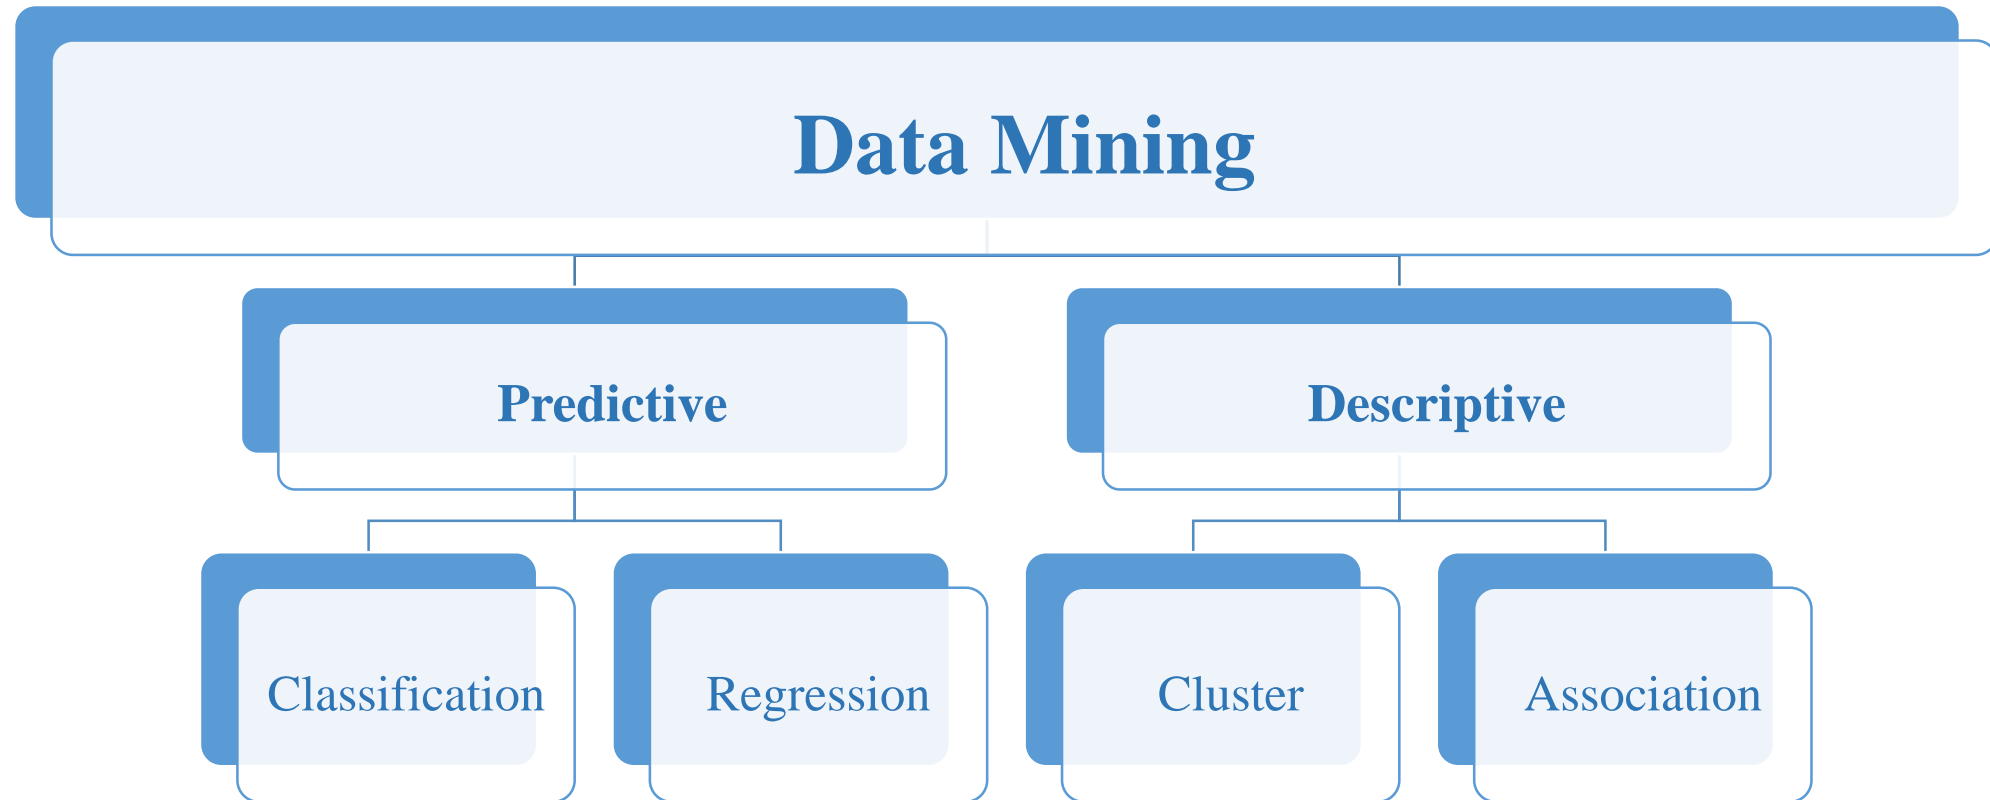 Data Mining
Predictive
Descriptive
Classification
Regression
Cluster
Association